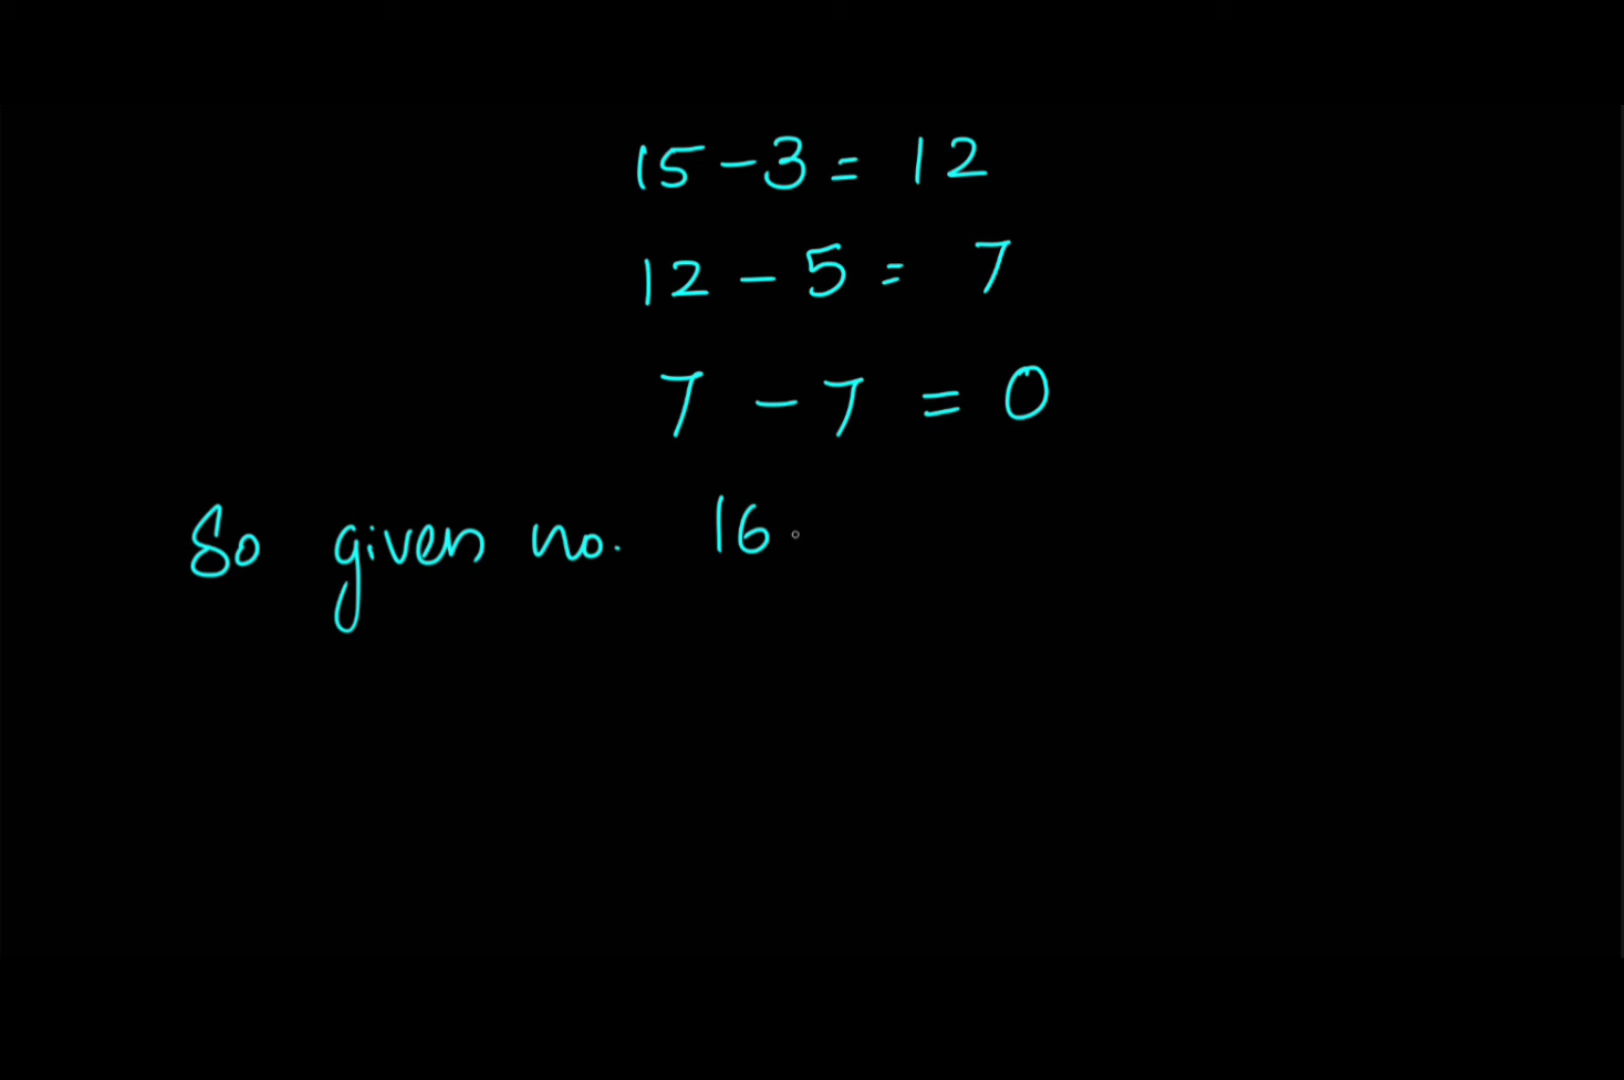 15 - 3 = 12
12 - 5 = 7
7 - 7 = 0
So given no. 16